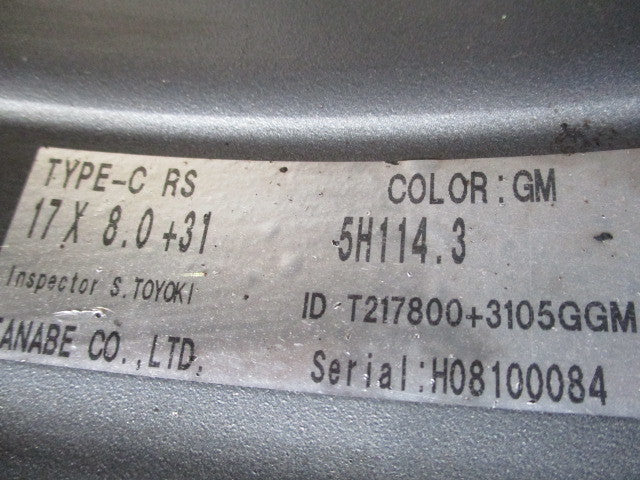 TYPE-C RS COLOR:GM
17X 8.0+31 5H114.3
Inspector S.TOYOKI ID T217800+3105GGM
TANABE CO.,LTD. Serial:H08100084